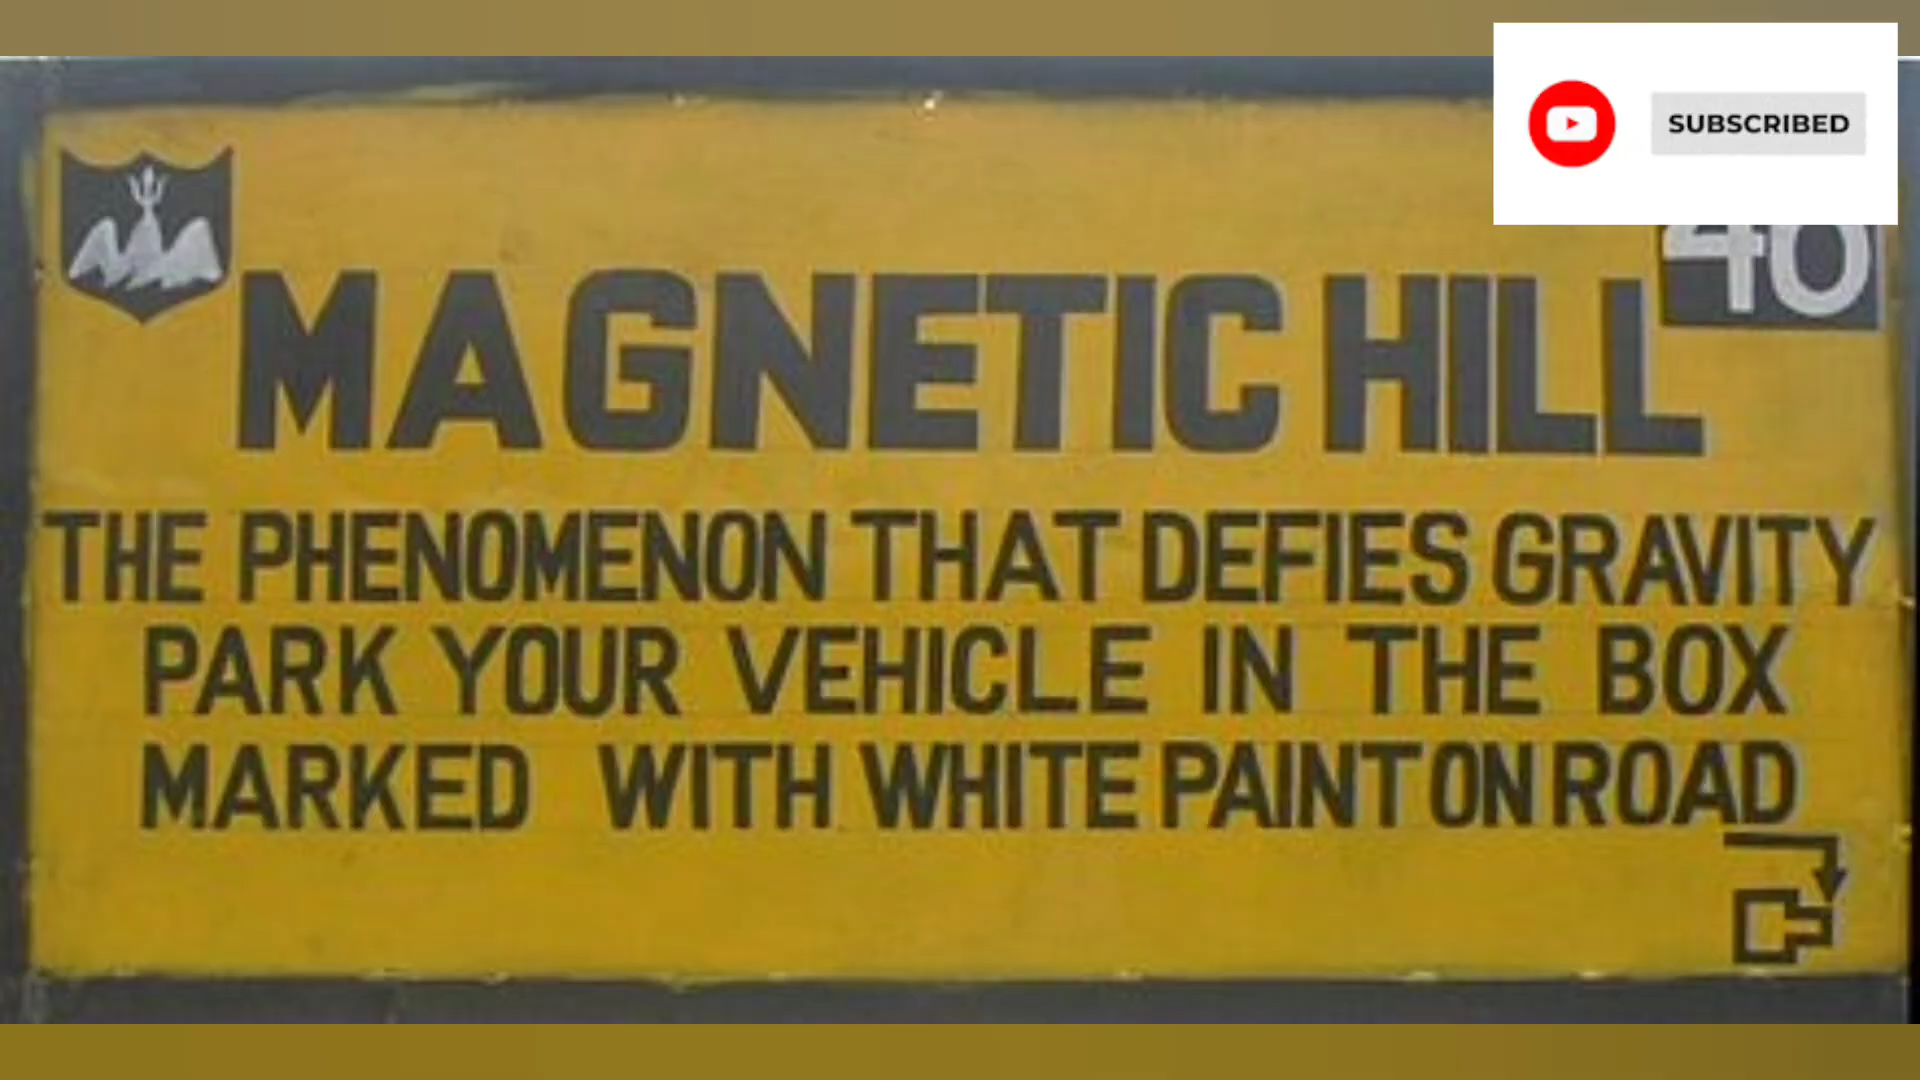 SUBSCRIBED
40
MAGNETIC HILL
THE PHENOMENON THAT DEFIES GRAVITY
PARK YOUR VEHICLE IN THE BOX
MARKED WITH WHITE PAINT ON ROAD